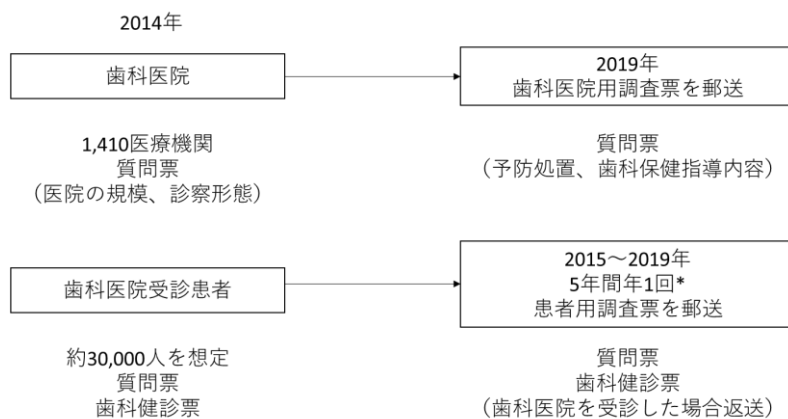 2014年
歯科医院
2019年
歯科医院用調査票を郵送
1,410医療機関
質問票
（医院の規模、診察形態）
質問票
（予防処置、歯科保健指導内容）
歯科医院受診患者
2015～2019年
5年間年1回*
患者用調査票を郵送
約30,000人を想定
質問票
歯科健診票
質問票
歯科健診票
（歯科医院を受診した場合返送）